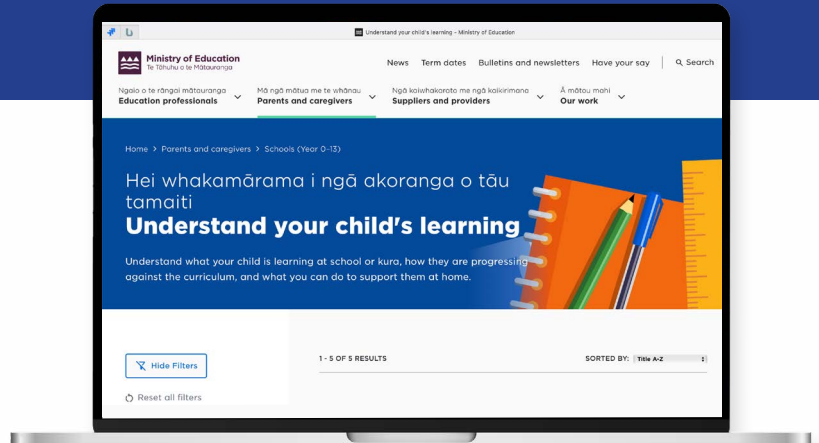 Understand your child's learning - Ministry of Education
Ministry of Education
Te Tāhuhu o te Mātauranga
News Term dates Bulletins and newsletters Have your say Search
Ngaio o te rāngai mātauranga
Education professionals
Mā ngā mātua me te whānau
Parents and caregivers
Ngā kaiwhakarato me ngā kaikirimana
Suppliers and providers
Ā mātou mahi
Our work
Home > Parents and caregivers > Schools (Year 0-13)
Hei whakamārama i ngā akoranga o tāu
tamaiti
Understand your child's learning
Understand what your child is learning at school or kura, how they are progressing
against the curriculum, and what you can do to support them at home.
Hide Filters
Reset all filters
1 - 5 OF 5 RESULTS
SORTED BY: Title A-Z